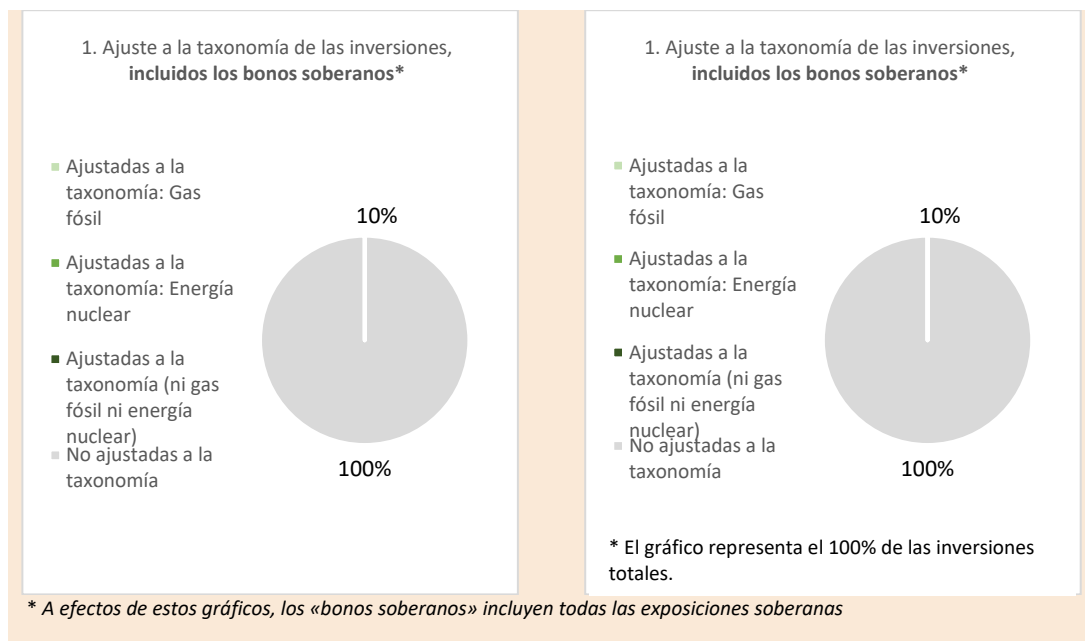 1. Ajuste a la taxonomía de las inversiones,
incluidos los bonos soberanos*
Ajustadas a la
taxonomía: Gas
fósil
Ajustadas a la
taxonomía: Energía
nuclear
Ajustadas a la
taxonomía (ni gas
fósil ni energía
nuclear)
No ajustadas a la
taxonomía
10%
100%
1. Ajuste a la taxonomía de las inversiones,
incluidos los bonos soberanos*
Ajustadas a la
taxonomía: Gas
fósil
Ajustadas a la
taxonomía: Energía
nuclear
Ajustadas a la
taxonomía (ni gas
fósil ni energía
nuclear)
No ajustadas a la
taxonomía
10%
100%
* El gráfico representa el 100% de las inversiones
totales.
* A efectos de estos gráficos, los «bonos soberanos» incluyen todas las exposiciones soberanas